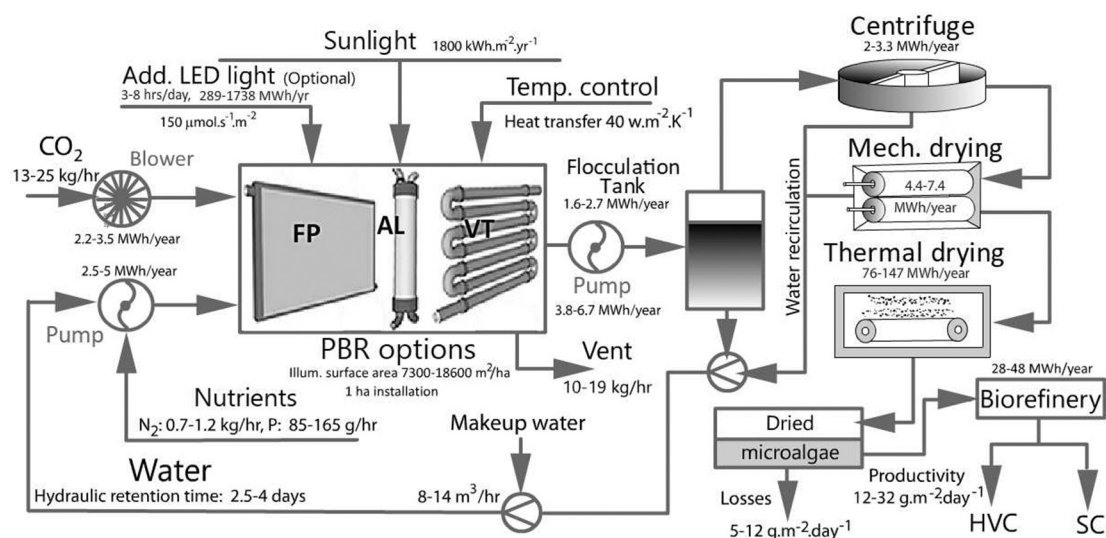 Sunlight 1800 kWh.m⁻².yr⁻¹
Add. LED light (Optional)
3-8 hrs/day, 289-1738 MWh/yr
150 µmol.s⁻¹.m⁻²
Temp. control
Heat transfer 40 w.m⁻².K⁻¹
CO₂
13-25 kg/hr
Blower
2.2-3.5 MWh/year
2.5-5 MWh/year
Pump
FP
AL
VT
PBR options
Illum. surface area 7300-18600 m²/ha
1 ha installation
Nutrients
N₂: 0.7-1.2 kg/hr, P: 85-165 g/hr
Water
Hydraulic retention time: 2.5-4 days
Flocculation
Tank
1.6-2.7 MWh/year
Pump
3.8-6.7 MWh/year
Vent
10-19 kg/hr
Makeup water
8-14 m³/hr
Water recirculation
Centrifuge
2-3.3 MWh/year
Mech. drying
4.4-7.4
MWh/year
Thermal drying
76-147 MWh/year
Dried
microalgae
Losses
5-12 g.m⁻².day⁻¹
28-48 MWh/year
Biorefinery
Productivity
12-32 g.m⁻².day⁻¹
HVC
SC